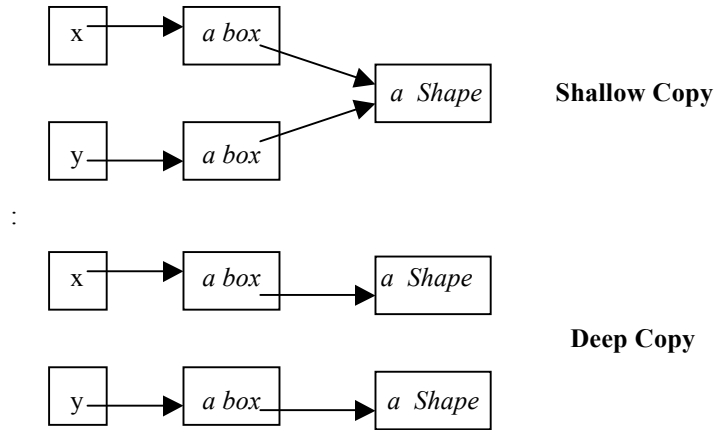 x a box
a Shape Shallow Copy
y a box
:
x a box a Shape
Deep Copy
y a box a Shape